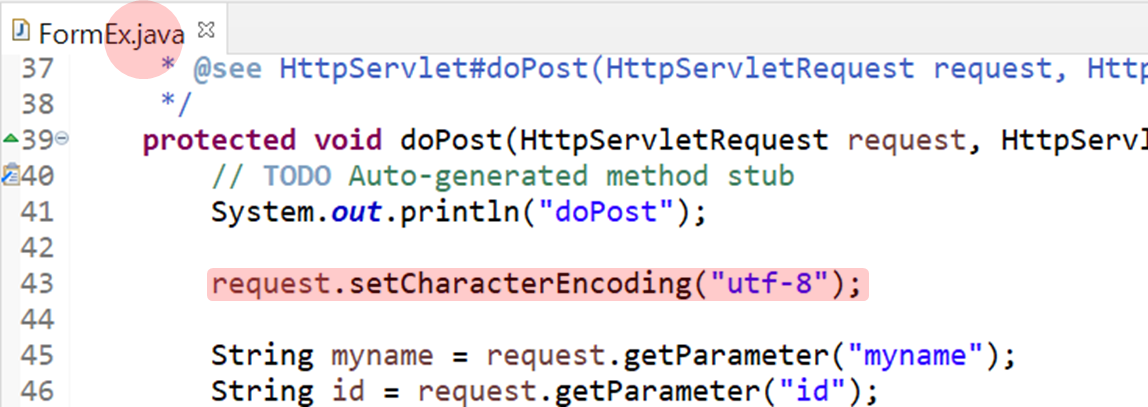 FormEx.java
37 * @see HttpServlet#doPost(HttpServletRequest request, Http
38 */
39 protected void doPost(HttpServletRequest request, HttpServl
40 // TODO Auto-generated method stub
41 System.out.println("doPost");
42
43 request.setCharacterEncoding("utf-8");
44
45 String myname = request.getParameter("myname");
46 String id = request.getParameter("id");